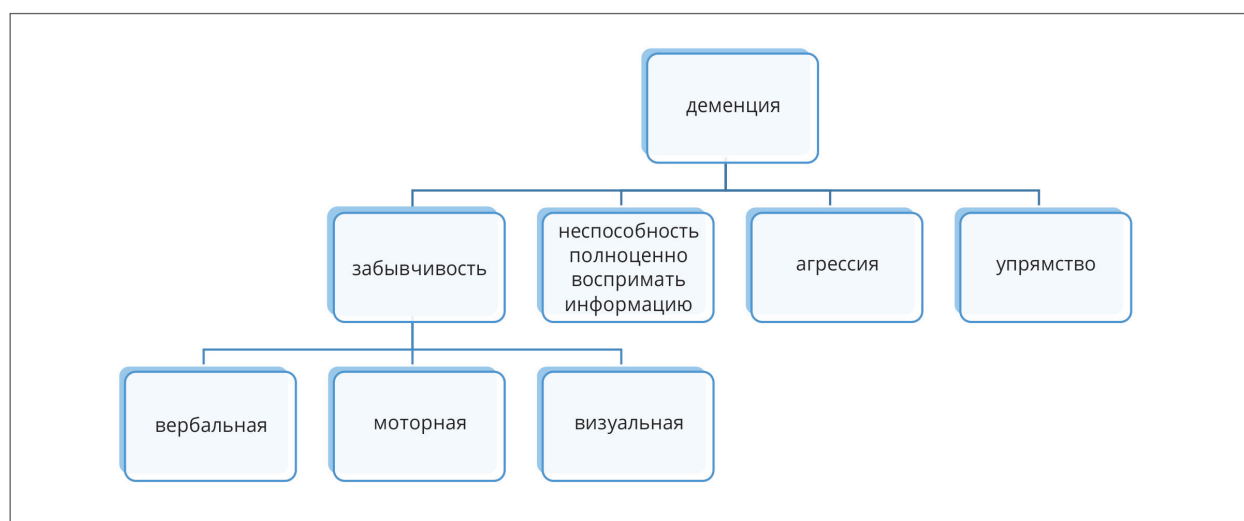 деменция
забывчивость
неспособность
полноценно
воспримать
информацию
агрессия
упрямство
вербальная
моторная
визуальная